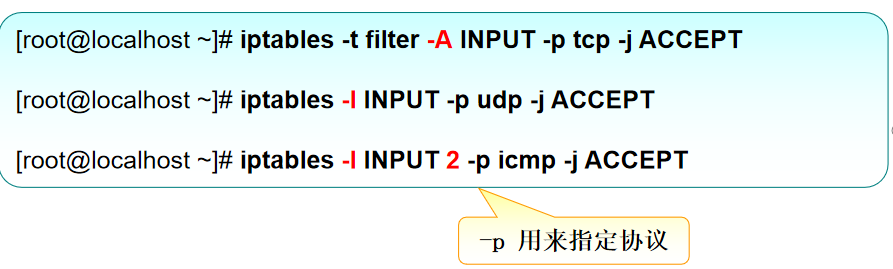 [root@localhost ~]# iptables -t filter -A INPUT -p tcp -j ACCEPT
[root@localhost ~]# iptables -I INPUT -p udp -j ACCEPT
[root@localhost ~]# iptables -I INPUT 2 -p icmp -j ACCEPT
-p 用来指定协议